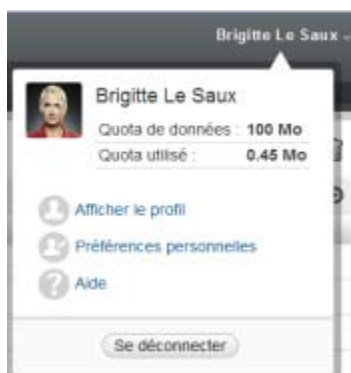 Brigitte Le Saux
Brigitte Le Saux
Quota de données : 100 Mo
Quota utilisé : 0.45 Mo
Afficher le profil
Préférences personnelles
Aide
Se déconnecter